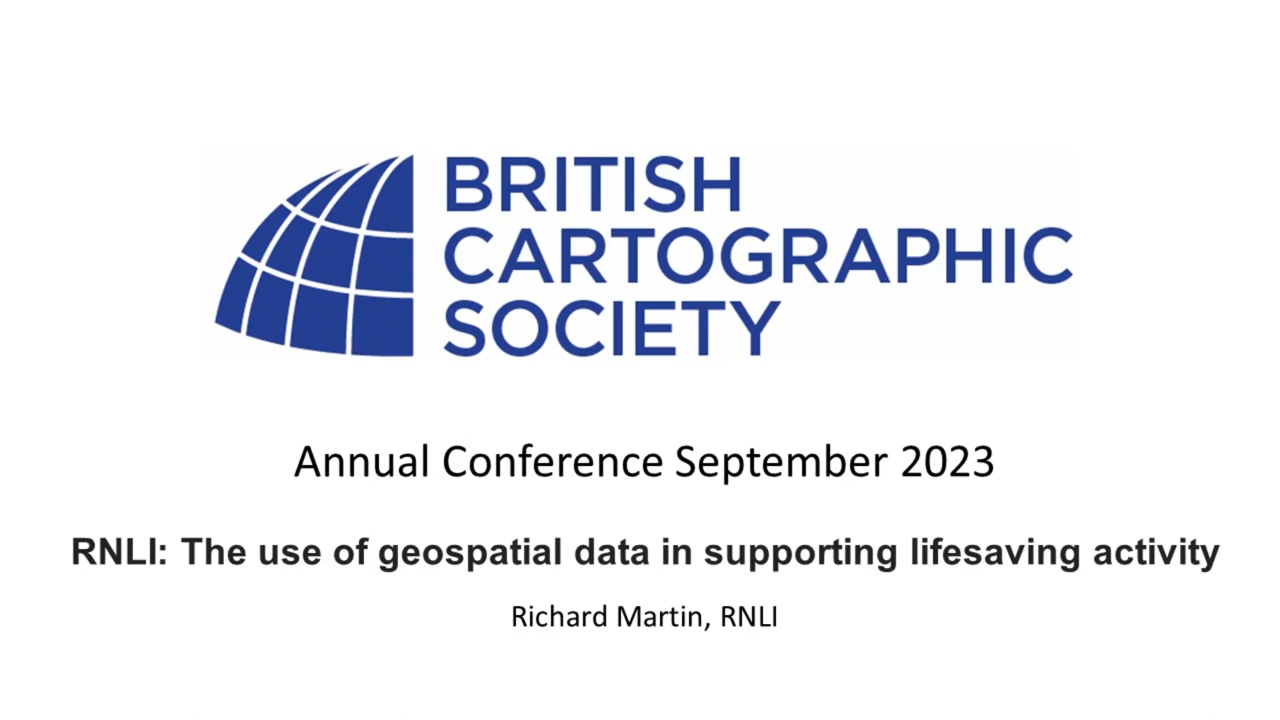 BRITISH
CARTOGRAPHIC
SOCIETY
Annual Conference September 2023
RNLI: The use of geospatial data in supporting lifesaving activity
Richard Martin, RNLI